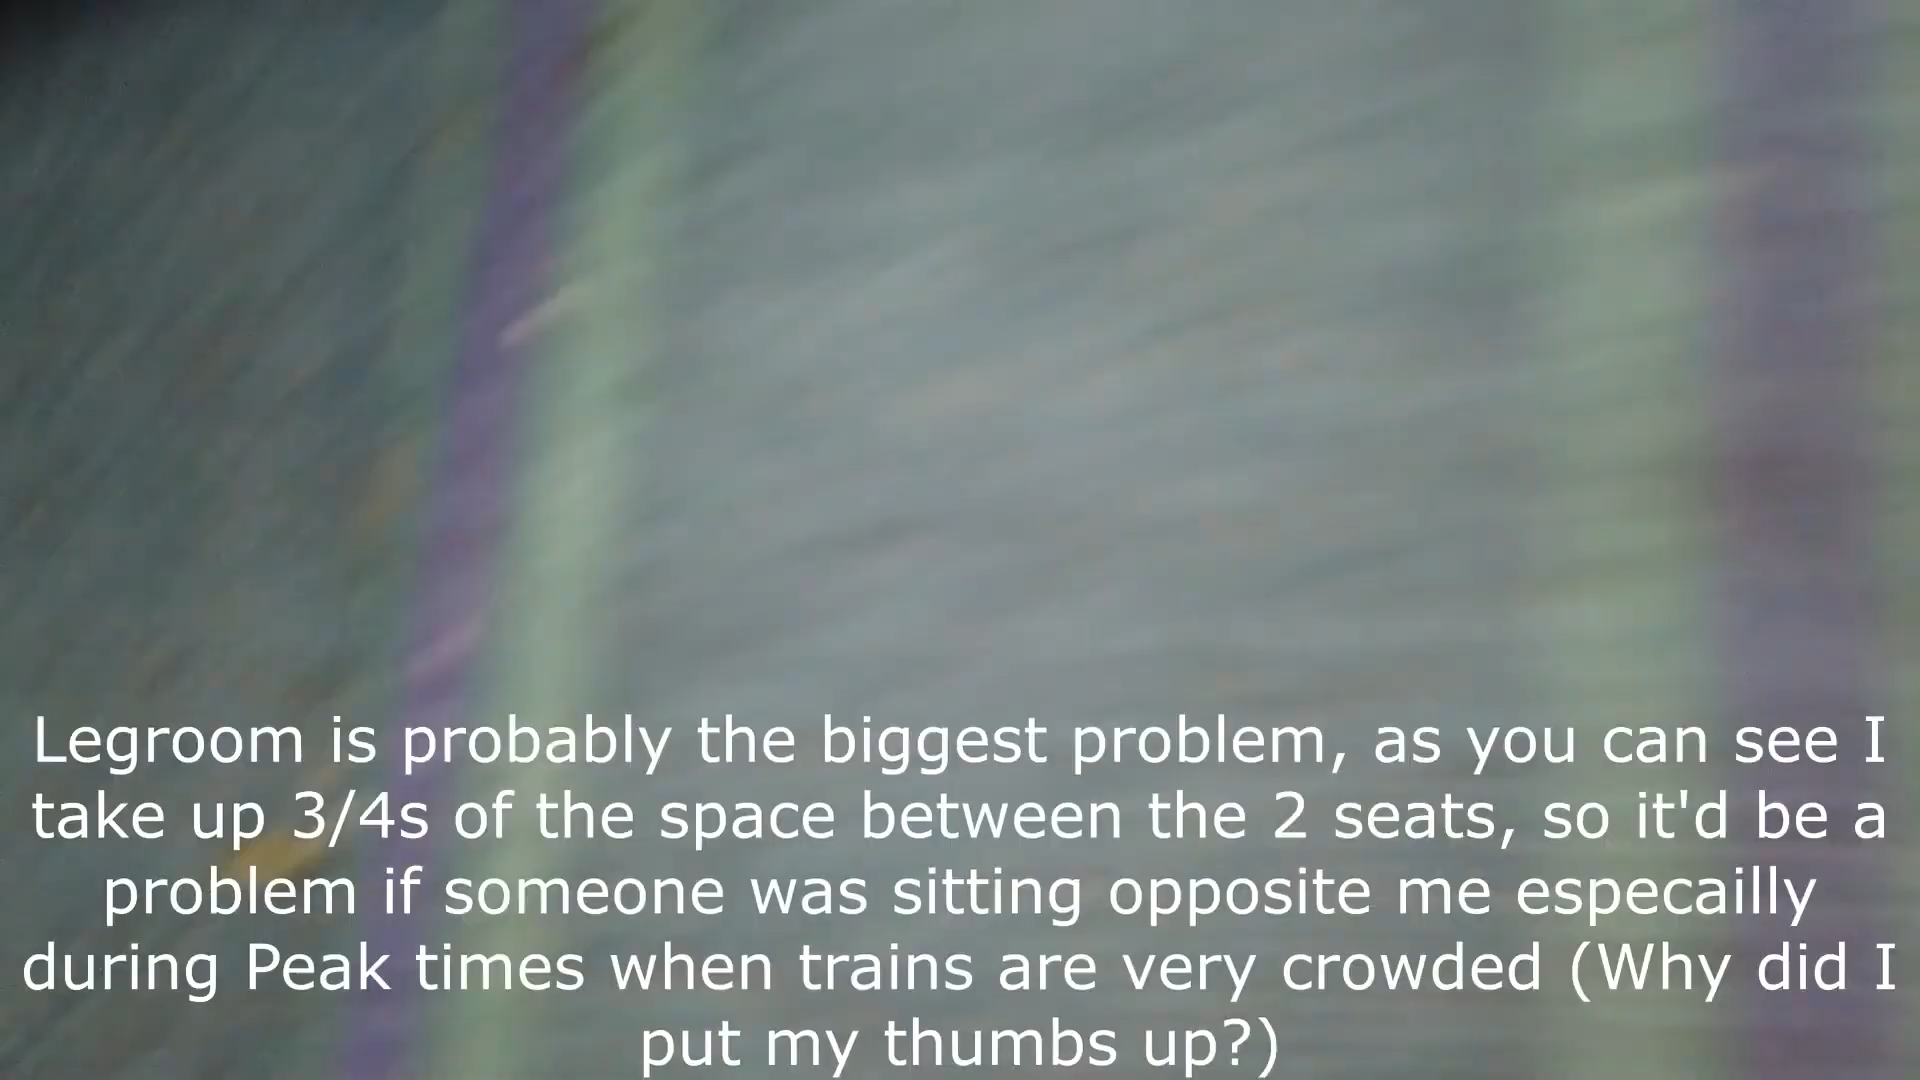 Legroom is probably the biggest problem, as you can see I
take up 3/4s of the space between the 2 seats, so it'd be a
problem if someone was sitting opposite me especailly
during Peak times when trains are very crowded (Why did I
put my thumbs up?)